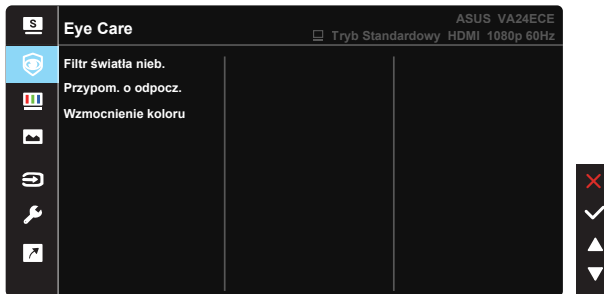 S
Eye Care
ASUS VA24ECE
Tryb Standardowy HDMI 1080p 60Hz
Filtr światła nieb.
Przypom. o odpocz.
Wzmocnienie koloru